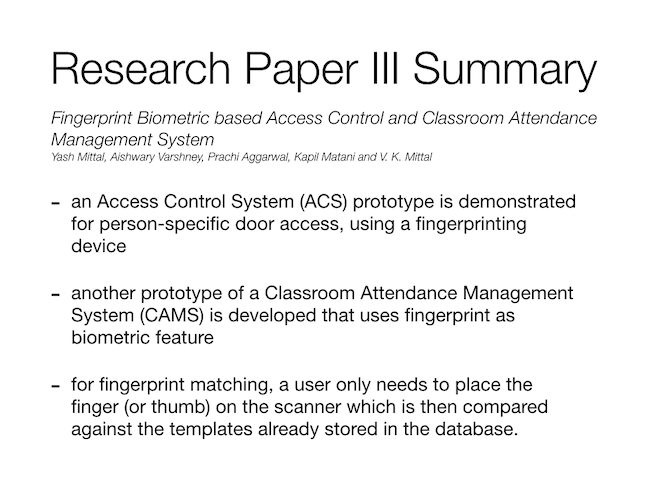 Research Paper III Summary
Fingerprint Biometric based Access Control and Classroom Attendance
Management System
Yash Mittal, Aishwary Varshney, Prachi Aggarwal, Kapil Matani and V. K. Mittal
- an Access Control System (ACS) prototype is demonstrated
for person-specific door access, using a fingerprinting
device
- another prototype of a Classroom Attendance Management
System (CAMS) is developed that uses fingerprint as
biometric feature
- for fingerprint matching, a user only needs to place the
finger (or thumb) on the scanner which is then compared
against the templates already stored in the database.